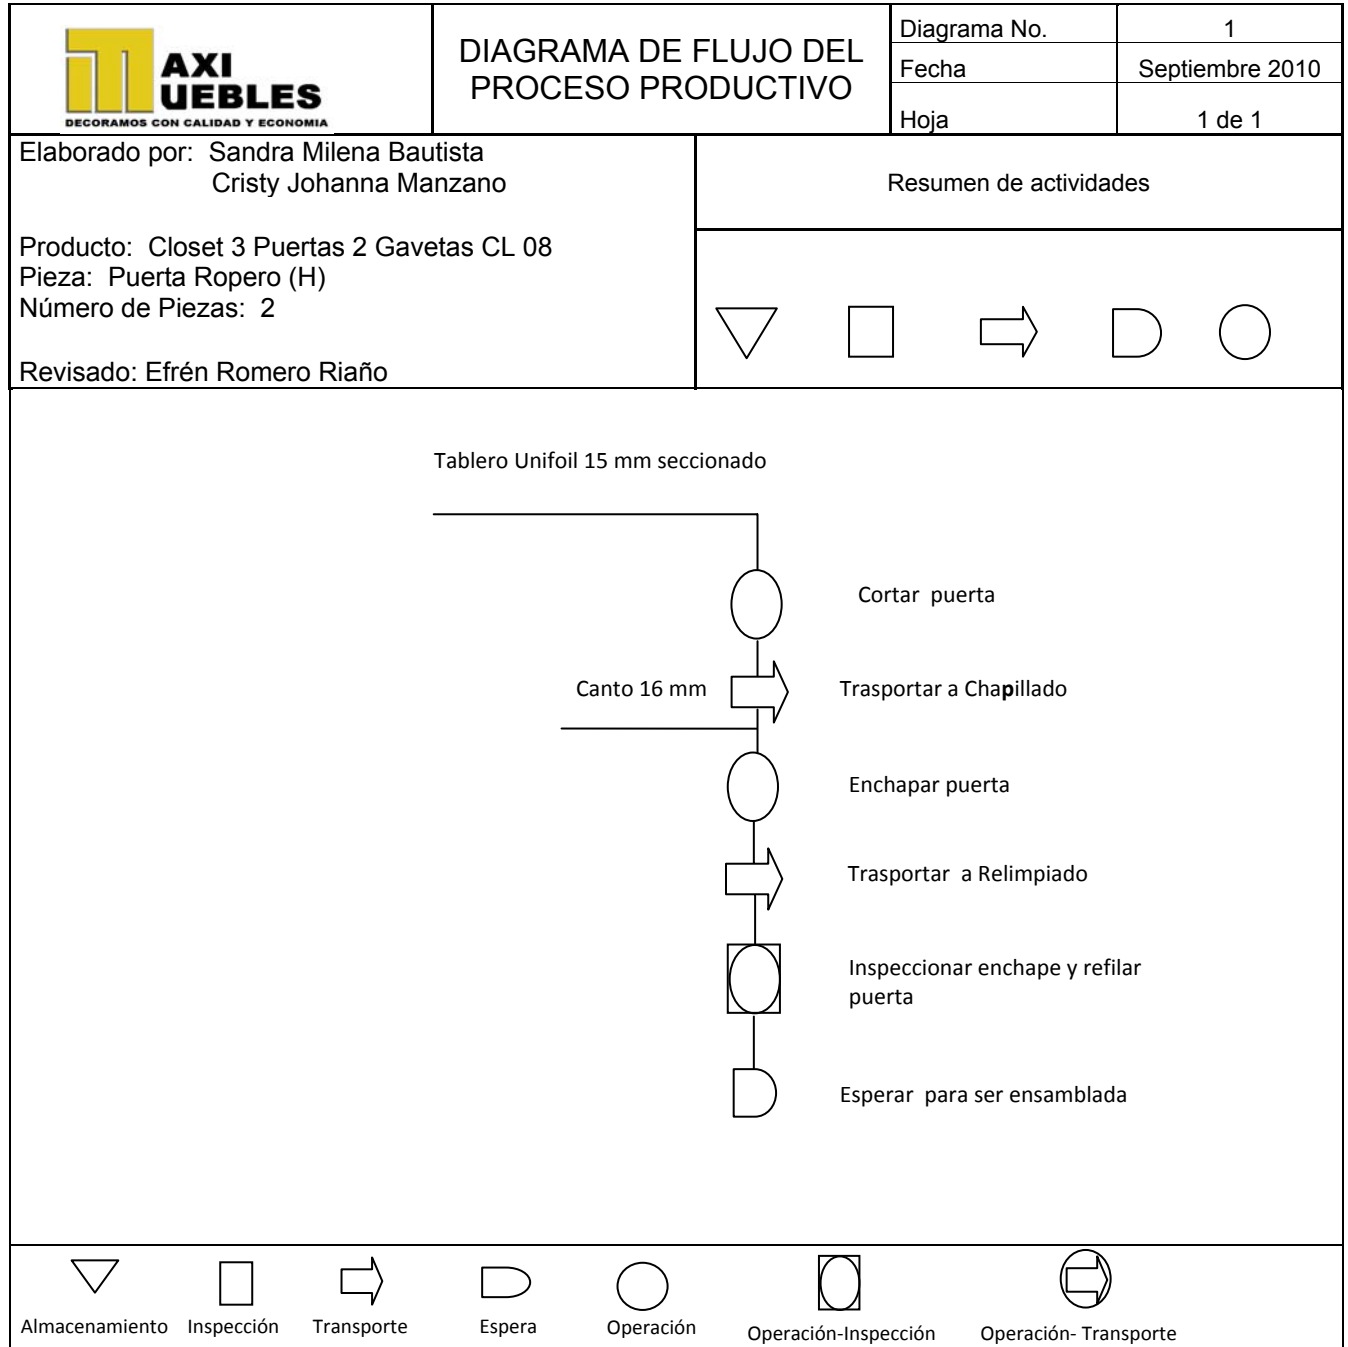 AXI
UEBLES
DECORAMOS CON CALIDAD Y ECONOMIA
DIAGRAMA DE FLUJO DEL
PROCESO PRODUCTIVO
Diagrama No. 1
Fecha Septiembre 2010
Hoja 1 de 1
Elaborado por: Sandra Milena Bautista
Cristy Johanna Manzano
Producto: Closet 3 Puertas 2 Gavetas CL 08
Pieza: Puerta Ropero (H)
Número de Piezas: 2
Revisado: Efrén Romero Riaño
Resumen de actividades
Tablero Unifoil 15 mm seccionado
Cortar puerta
Canto 16 mm
Trasportar a Chapillado
Enchapar puerta
Trasportar a Relimpiado
Inspeccionar enchape y refilar
puerta
Esperar para ser ensamblada
Almacenamiento
Inspección
Transporte
Espera
Operación
Operación-Inspección
Operación- Transporte